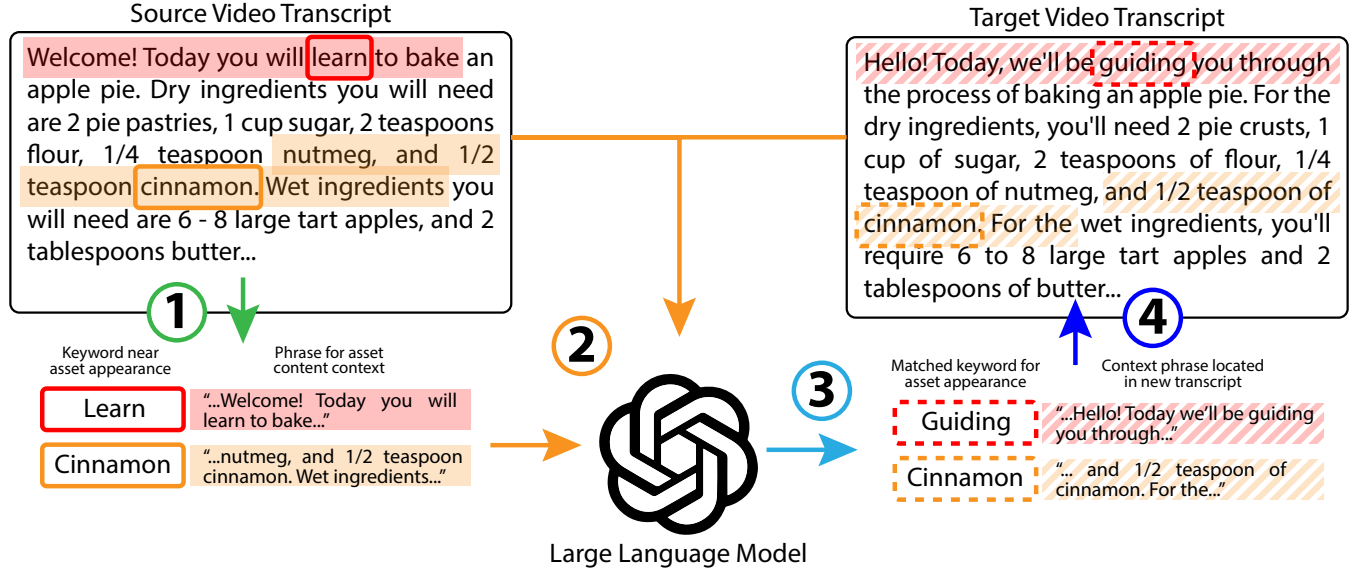 Source Video Transcript
Welcome! Today you will learn to bake an
apple pie. Dry ingredients you will need
are 2 pie pastries, 1 cup sugar, 2 teaspoons
flour, 1/4 teaspoon nutmeg, and 1/2
teaspoon cinnamon. Wet ingredients you
will need are 6 - 8 large tart apples, and 2
tablespoons butter...
Target Video Transcript
Hello! Today, we'll be guiding you through
the process of baking an apple pie. For the
dry ingredients, you'll need 2 pie crusts, 1
cup of sugar, 2 teaspoons of flour, 1/4
teaspoon of nutmeg, and 1/2 teaspoon of
cinnamon. For the wet ingredients, you'll
require 6 to 8 large tart apples and 2
tablespoons of butter...
1
Keyword near
asset appearance
Phrase for asset
content context
Learn
"...Welcome! Today you will
learn to bake..."
Cinnamon
"...nutmeg, and 1/2 teaspoon
cinnamon. Wet ingredients..."
2
Large Language Model
3
4
Matched keyword for
asset appearance
Context phrase located
in new transcript
Guiding
"...Hello! Today we'll be guiding
you through..."
Cinnamon
"... and 1/2 teaspoon of
cinnamon. For the..."